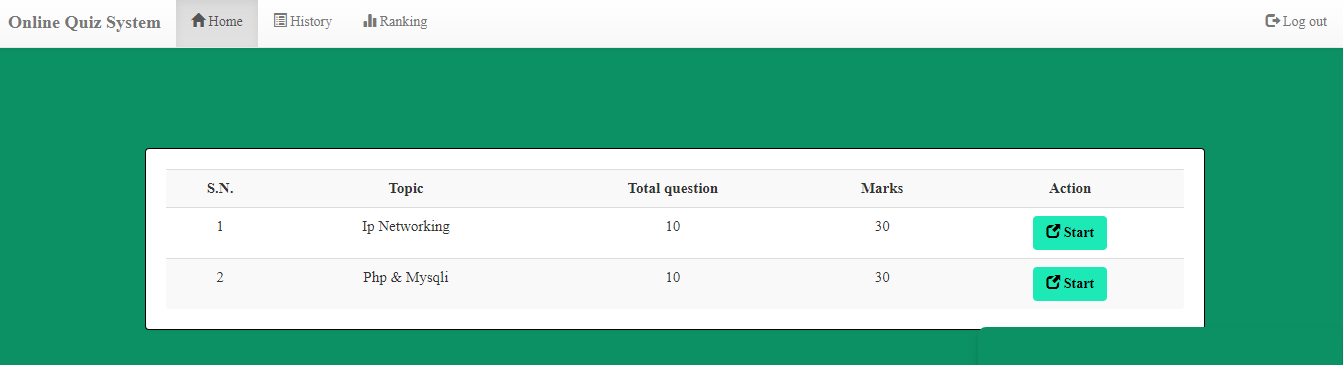 Online Quiz System Home History Ranking Log out
S.N. Topic Total question Marks Action
1 Ip Networking 10 30 Start
2 Php & Mysqli 10 30 Start